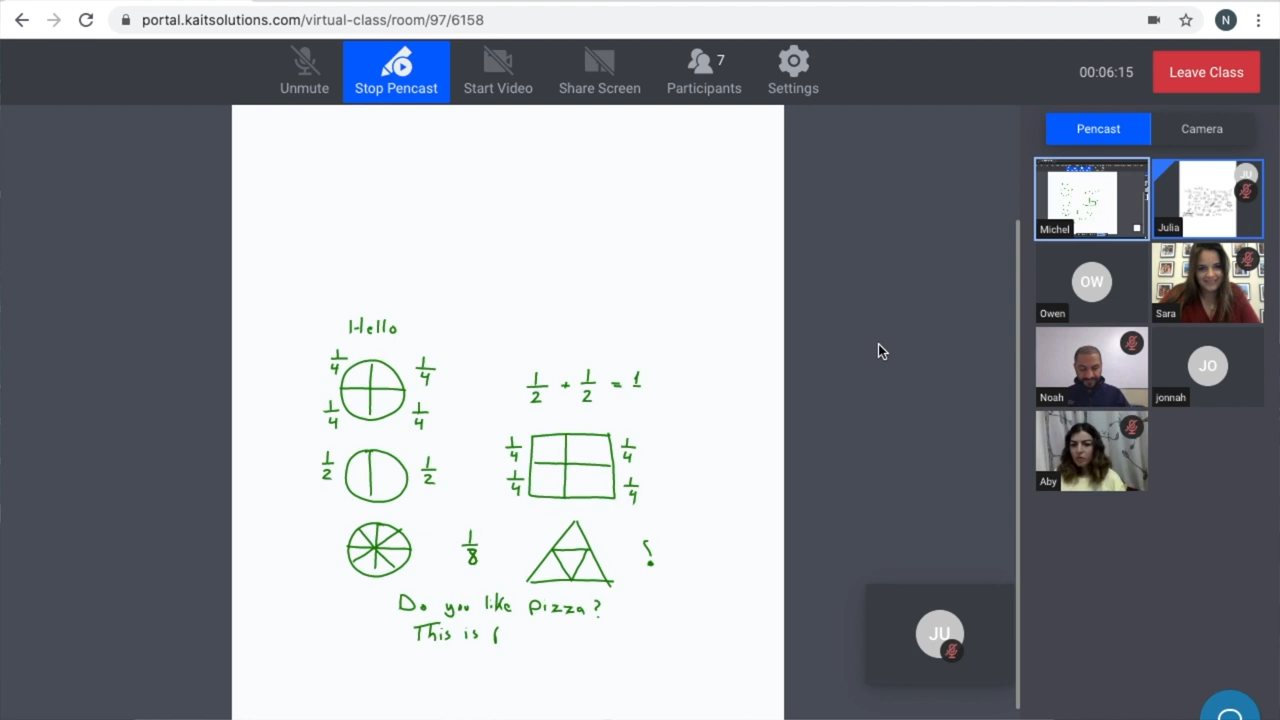 portal.kaitsolutions.com/virtual-class/room/97/6158
N
Unmute
Stop Pencast
Start Video
Share Screen
Participants
7
Settings
00:06:15
Leave Class
Pencast
Camera
Michel
JU
Julia
OW
Owen
Sara
Noah
JO
jonnah
Aby
Hello
1/4 1/4
1/4 1/4
1/2 + 1/2 = 1
1/2 1/2
1/4 1/4
1/4 1/4
1/8
?
Do you like pizza?
This is
JU